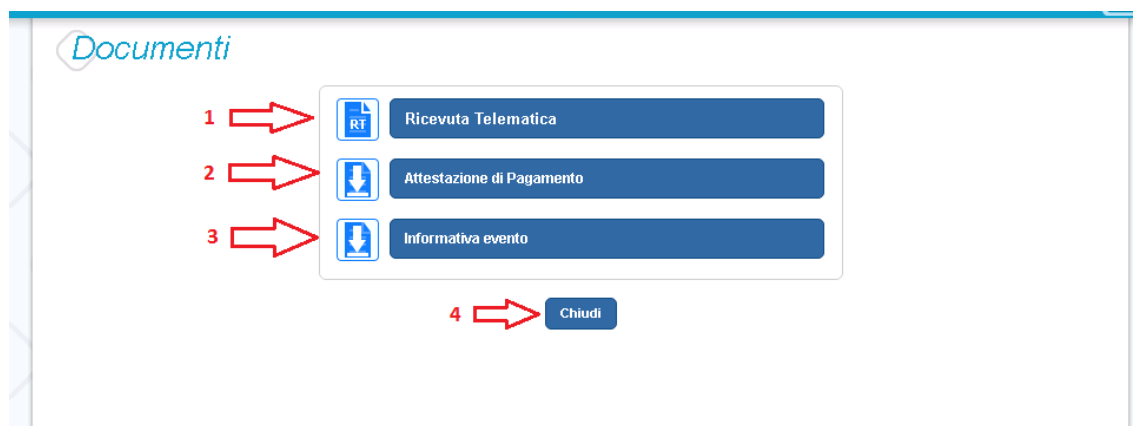 Documenti
1 RT Ricevuta Telematica
2 Attestazione di Pagamento
3 Informativa evento
4 Chiudi